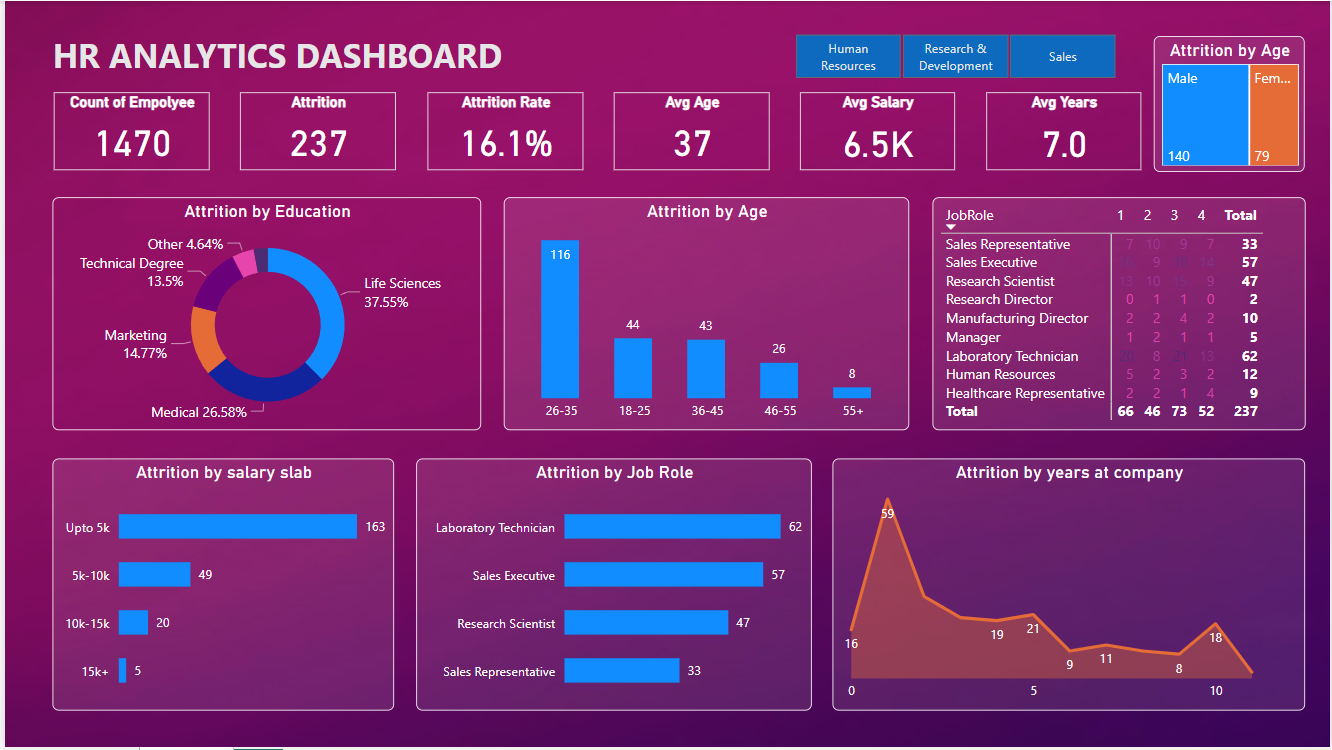 HR ANALYTICS DASHBOARD
Human
Resources
Research &
Development
Sales
Attrition by Age
Male
Fem...
140
79
Count of Empolyee
1470
Attrition
237
Attrition Rate
16.1%
Avg Age
37
Avg Salary
6.5K
Avg Years
7.0
Attrition by Education
Other 4.64%
Technical Degree
13.5%
Life Sciences
37.55%
Marketing
14.77%
Medical 26.58%
Attrition by Age
116
44
43
26
8
26-35 18-25 36-45 46-55 55+
JobRole 1 2 3 4 Total
Sales Representative 7 10 9 7 33
Sales Executive 9 14 57
Research Scientist 13 10 9 47
Research Director 0 1 1 0 2
Manufacturing Director 2 2 4 2 10
Manager 1 2 1 1 5
Laboratory Technician 20 8 21 13 62
Human Resources 5 2 3 2 12
Healthcare Representative 2 2 1 4 9
Total 66 46 73 52 237
Attrition by salary slab
Upto 5k 163
5k-10k 49
10k-15k 20
15k+ 5
Attrition by Job Role
Laboratory Technician 62
Sales Executive 57
Research Scientist 47
Sales Representative 33
Attrition by years at company
59
16
19
21
9
11
8
18
0 5 10